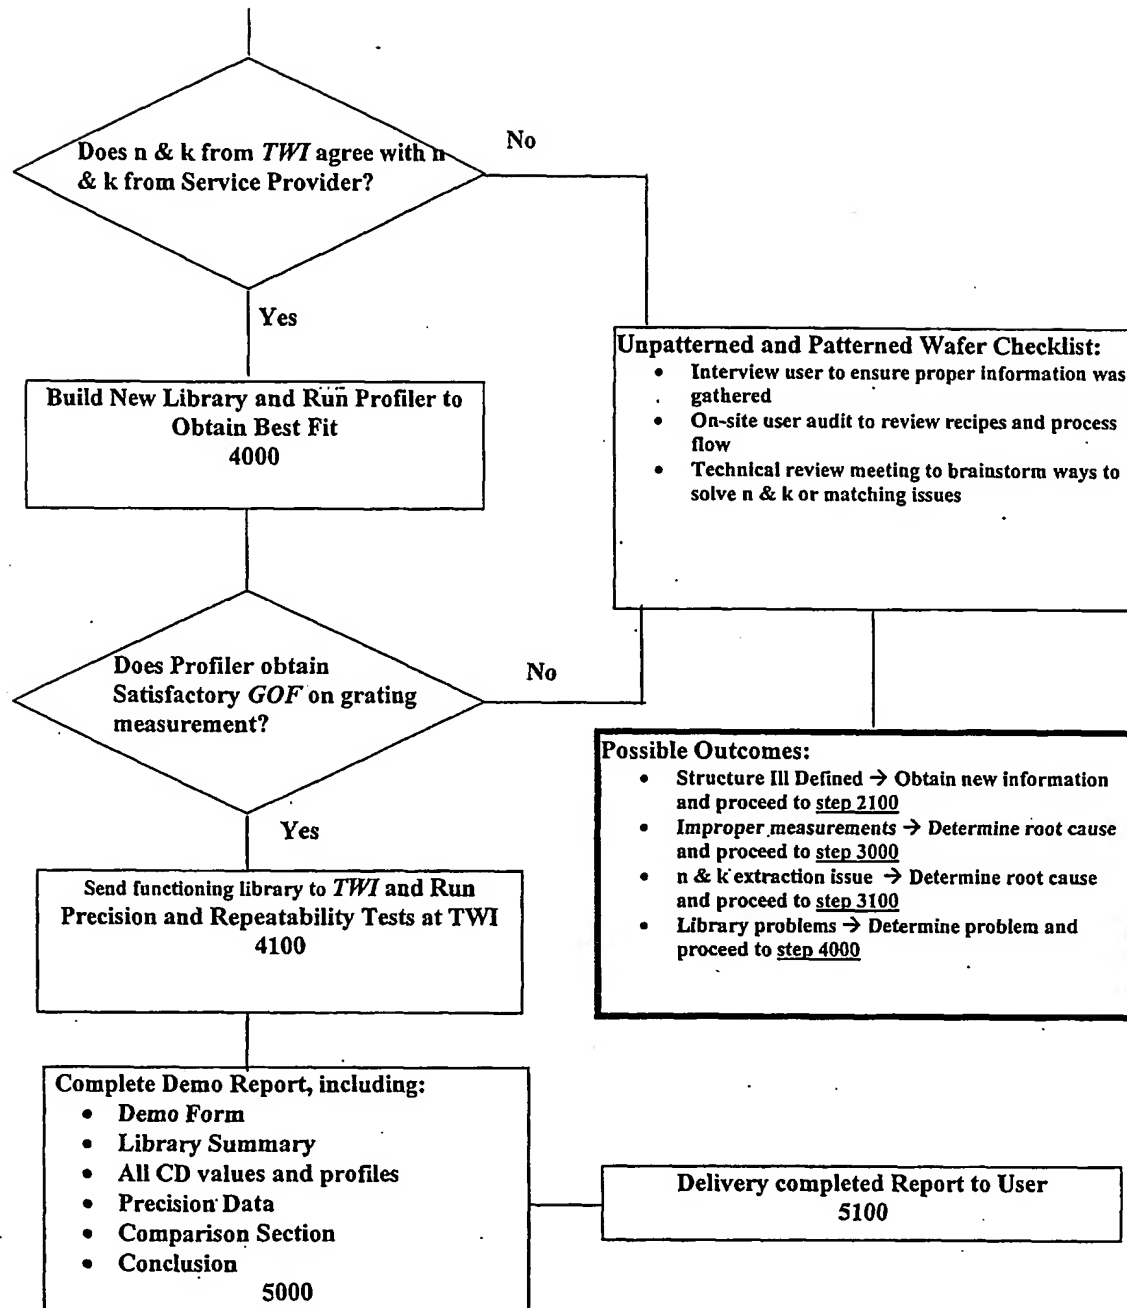 Does n & k from TWI agree with n
& k from Service Provider?
No
Yes
Build New Library and Run Profiler to
Obtain Best Fit
4000
Unpatterned and Patterned Wafer Checklist:
• Interview user to ensure proper information was
gathered
• On-site user audit to review recipes and process
flow
• Technical review meeting to brainstorm ways to
solve n & k or matching issues
Does Profiler obtain
Satisfactory GOF on grating
measurement?
No
Yes
Possible Outcomes:
• Structure Ill Defined → Obtain new information
and proceed to step 2100
• Improper measurements → Determine root cause
and proceed to step 3000
• n & k extraction issue → Determine root cause
and proceed to step 3100
• Library problems → Determine problem and
proceed to step 4000
Send functioning library to TWI and Run
Precision and Repeatability Tests at TWI
4100
Complete Demo Report, including:
• Demo Form
• Library Summary
• All CD values and profiles
• Precision Data
• Comparison Section
• Conclusion
5000
Delivery completed Report to User
5100